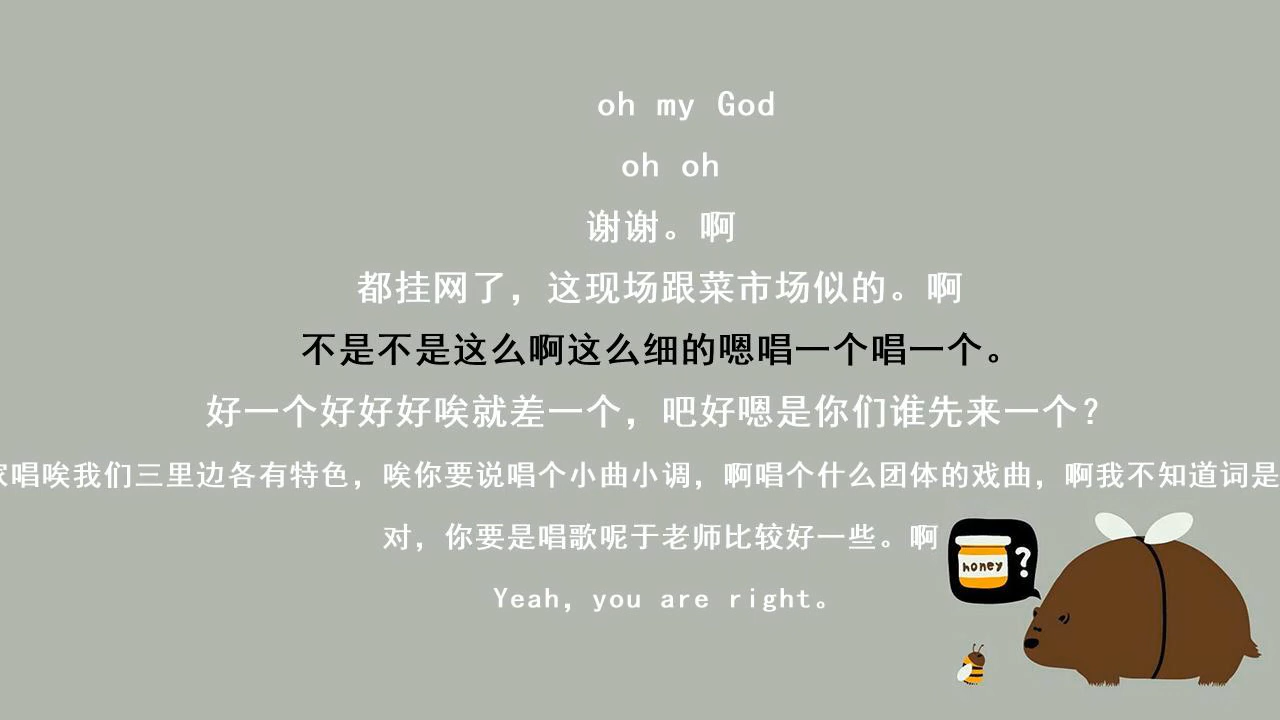 oh my God
oh oh
谢谢。啊
都挂网了，这现场跟菜市场似的。啊
不是不是这么啊这么细的嗯唱一个唱一个。
好一个好好好唉就差一个，吧好嗯是你们谁先来一个？
家唱唉我们三里边各有特色，唉你要说唱个小曲小调，啊唱个什么团体的戏曲，啊我不知道词是
对，你要是唱歌呢于老师比较好一些。啊
Yeah，you are right。
honey ?